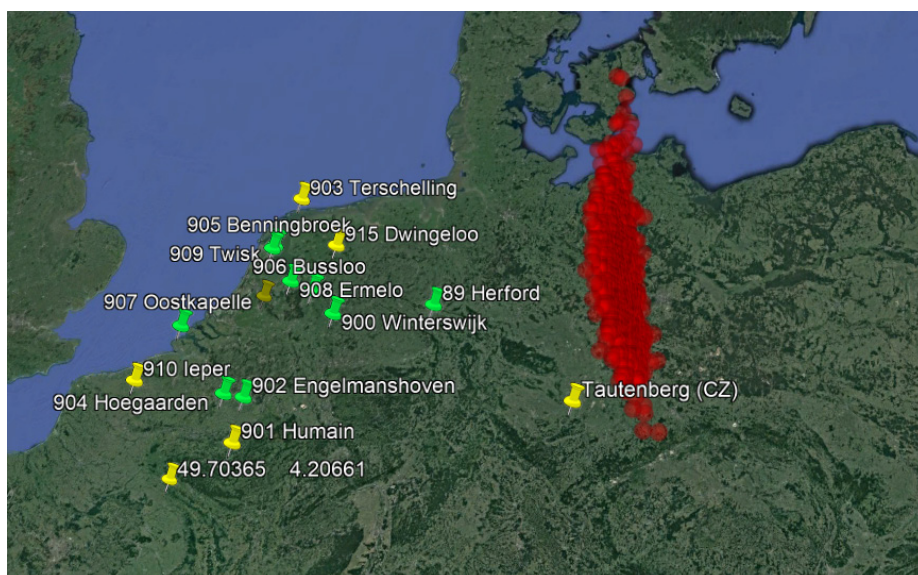 903 Terschelling
905 Benningbroek
915 Dwingeloo
909 Twisk
906 Bussloo
908 Ermelo
89 Herford
907 Oostkapelle
900 Winterswijk
910 Ieper
902 Engelmanshoven
Tautenberg (CZ)
904 Hoegaarden
901 Humain
49.70365    4.20661